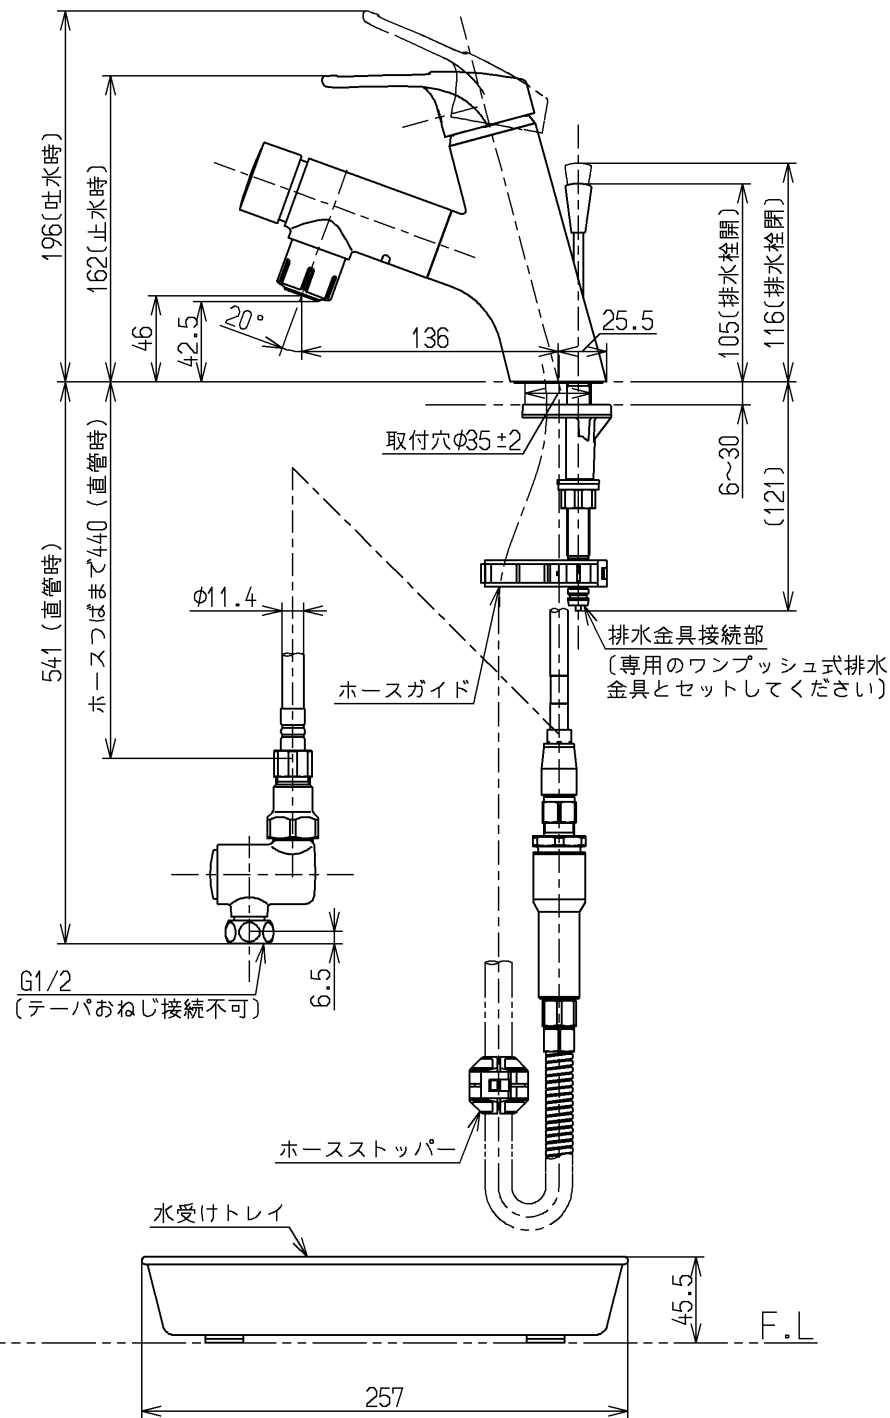 196(吐水時)
162(止水時)
46
42.5
20°
136
25.5
105(排水栓開)
116(排水栓閉)
取付穴φ35±2
6~30
(121)
541 (直管時)
ホースつばまで440 (直管時)
φ11.4
ホースガイド
排水金具接続部
(専用のワンプッシュ式排水
金具とセットしてください)
G1/2
(テーパおねじ接続不可)
6.5
ホースストッパー
水受けトレイ
45.5
F.L
257